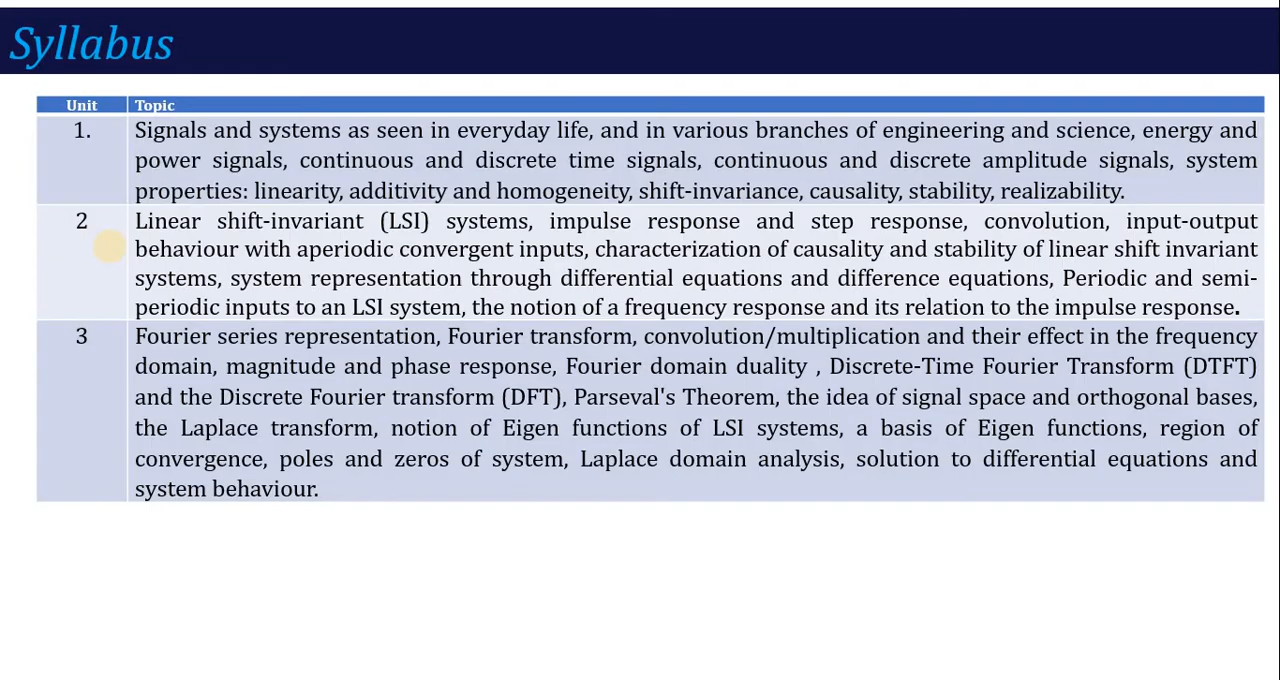 Syllabus
Unit Topic
1. Signals and systems as seen in everyday life, and in various branches of engineering and science, energy and
power signals, continuous and discrete time signals, continuous and discrete amplitude signals, system
properties: linearity, additivity and homogeneity, shift-invariance, causality, stability, realizability.
2 Linear shift-invariant (LSI) systems, impulse response and step response, convolution, input-output
behaviour with aperiodic convergent inputs, characterization of causality and stability of linear shift invariant
systems, system representation through differential equations and difference equations, Periodic and semi-
periodic inputs to an LSI system, the notion of a frequency response and its relation to the impulse response.
3 Fourier series representation, Fourier transform, convolution/multiplication and their effect in the frequency
domain, magnitude and phase response, Fourier domain duality , Discrete-Time Fourier Transform (DTFT)
and the Discrete Fourier transform (DFT), Parseval's Theorem, the idea of signal space and orthogonal bases,
the Laplace transform, notion of Eigen functions of LSI systems, a basis of Eigen functions, region of
convergence, poles and zeros of system, Laplace domain analysis, solution to differential equations and
system behaviour.